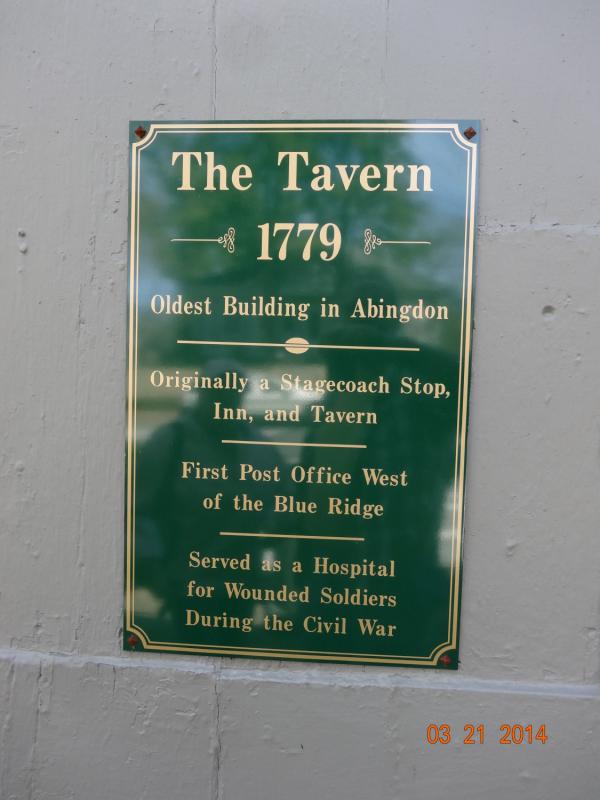 The Tavern
1779
Oldest Building in Abingdon
Originally a Stagecoach Stop,
Inn, and Tavern
First Post Office West
of the Blue Ridge
Served as a Hospital
for Wounded Soldiers
During the Civil War
03 21 2014